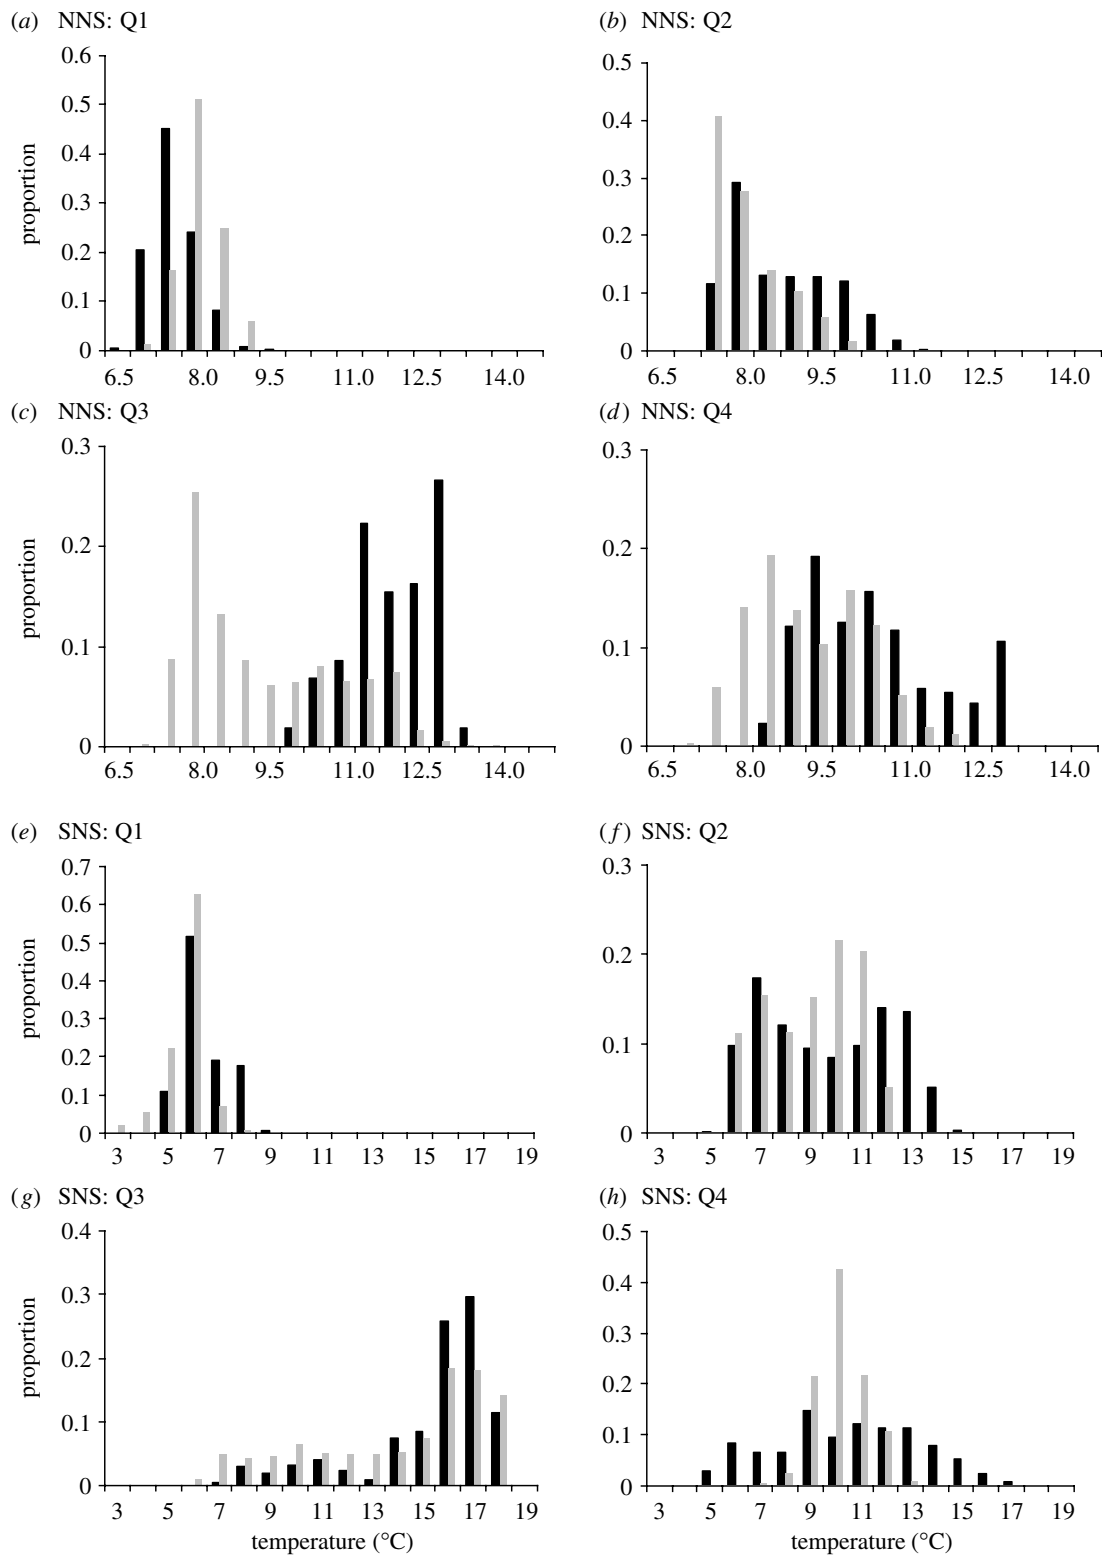 (a) NNS: Q1
(b) NNS: Q2
0.6
0.5
0.4
0.3
0.2
0.1
0
proportion
6.5 8.0 9.5 11.0 12.5 14.0
0.5
0.4
0.3
0.2
0.1
0
6.5 8.0 9.5 11.0 12.5 14.0
(c) NNS: Q3
(d) NNS: Q4
0.3
0.2
0.1
0
proportion
6.5 8.0 9.5 11.0 12.5 14.0
0.3
0.2
0.1
0
6.5 8.0 9.5 11.0 12.5 14.0
(e) SNS: Q1
(f) SNS: Q2
0.7
0.6
0.5
0.4
0.3
0.2
0.1
0
proportion
3 5 7 9 11 13 15 17 19
0.3
0.2
0.1
0
3 5 7 9 11 13 15 17 19
(g) SNS: Q3
(h) SNS: Q4
0.4
0.3
0.2
0.1
0
proportion
3 5 7 9 11 13 15 17 19
temperature (°C)
0.5
0.4
0.3
0.2
0.1
0
3 5 7 9 11 13 15 17 19
temperature (°C)